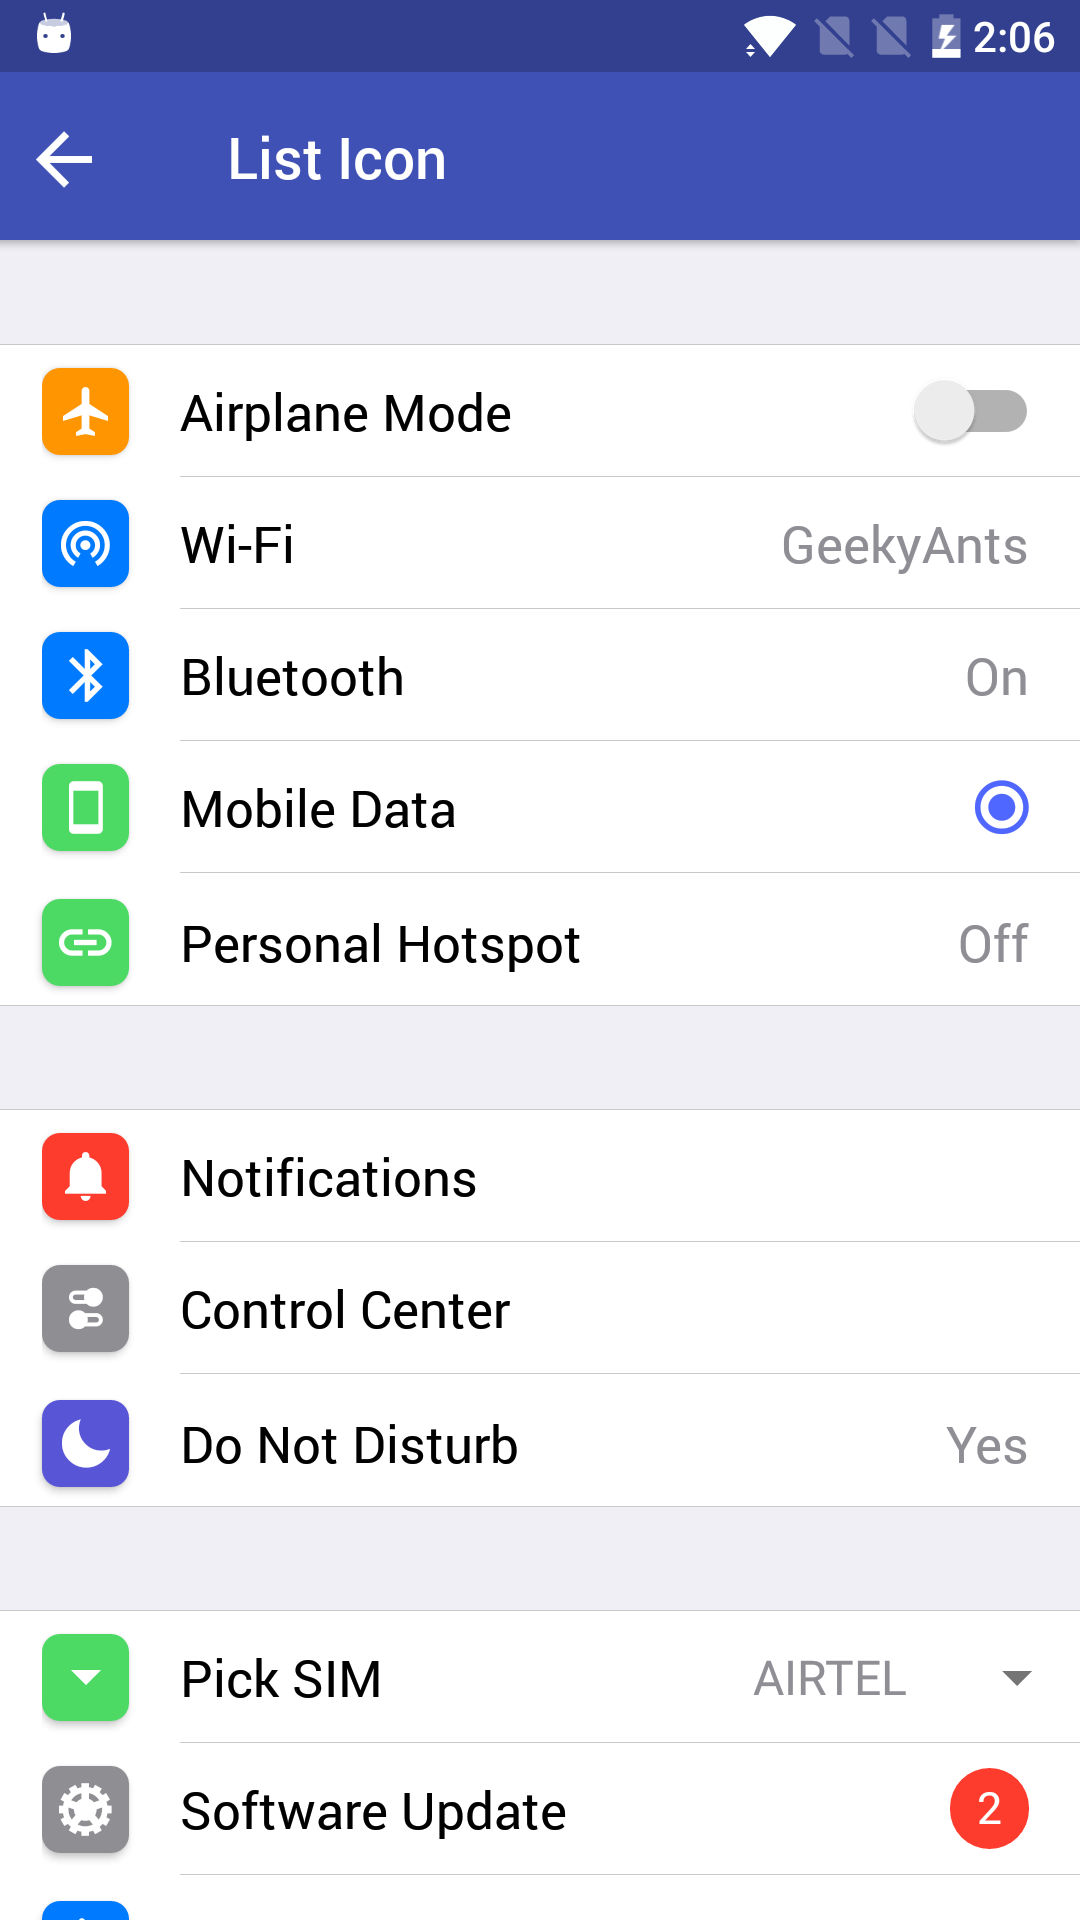 2:06
List Icon
Airplane Mode
Wi-Fi GeekyAnts
Bluetooth On
Mobile Data
Personal Hotspot Off
Notifications
Control Center
Do Not Disturb Yes
Pick SIM AIRTEL
Software Update 2